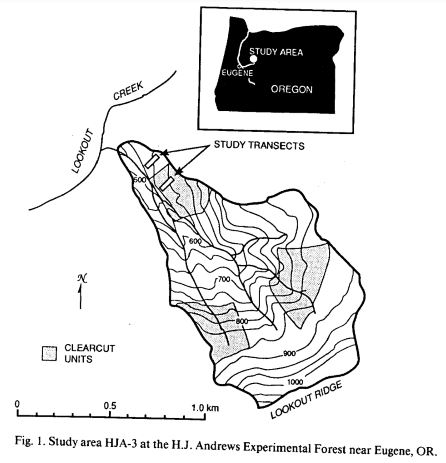 STUDY AREA
EUGENE
OREGON
CREEK
LOOKOUT
STUDY TRANSECTS
500
600
700
800
900
1000
N
CLEARCUT
UNITS
LOOKOUT RIDGE
0 0.5 1.0 km
Fig. 1. Study area HJA-3 at the H.J. Andrews Experimental Forest near Eugene, OR.